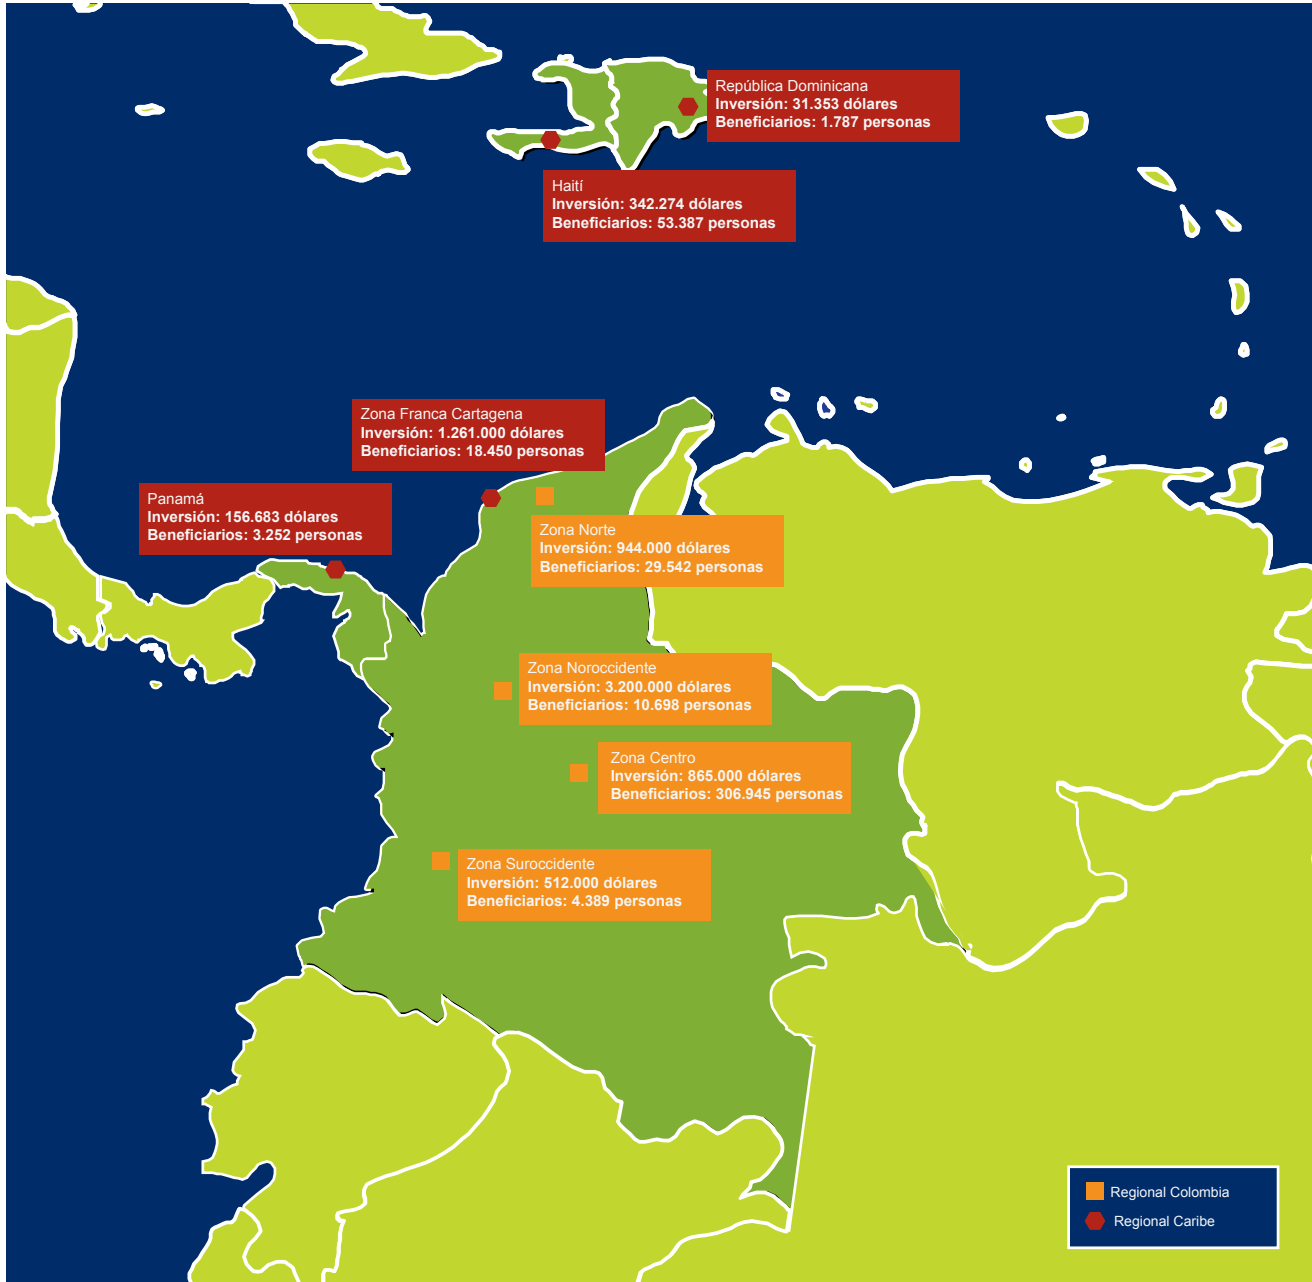 República Dominicana
Inversión: 31.353 dólares
Beneficiarios: 1.787 personas
Haití
Inversión: 342.274 dólares
Beneficiarios: 53.387 personas
Zona Franca Cartagena
Inversión: 1.261.000 dólares
Beneficiarios: 18.450 personas
Panamá
Inversión: 156.683 dólares
Beneficiarios: 3.252 personas
Zona Norte
Inversión: 944.000 dólares
Beneficiarios: 29.542 personas
Zona Noroccidente
Inversión: 3.200.000 dólares
Beneficiarios: 10.698 personas
Zona Centro
Inversión: 865.000 dólares
Beneficiarios: 306.945 personas
Zona Suroccidente
Inversión: 512.000 dólares
Beneficiarios: 4.389 personas
Regional Colombia
Regional Caribe